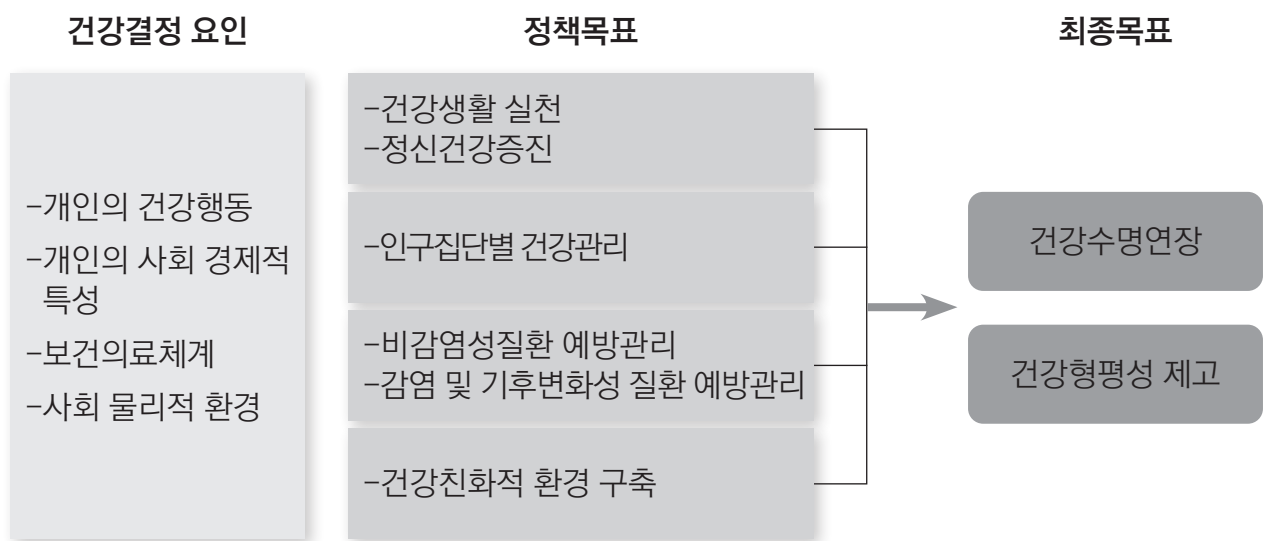 건강결정 요인
정책목표
최종목표
-개인의 건강행동
-개인의 사회 경제적
특성
-보건의료체계
-사회 물리적 환경
-건강생활 실천
-정신건강증진
-인구집단별 건강관리
-비감염성질환 예방관리
-감염 및 기후변화성 질환 예방관리
-건강친화적 환경 구축
건강수명연장
건강형평성 제고